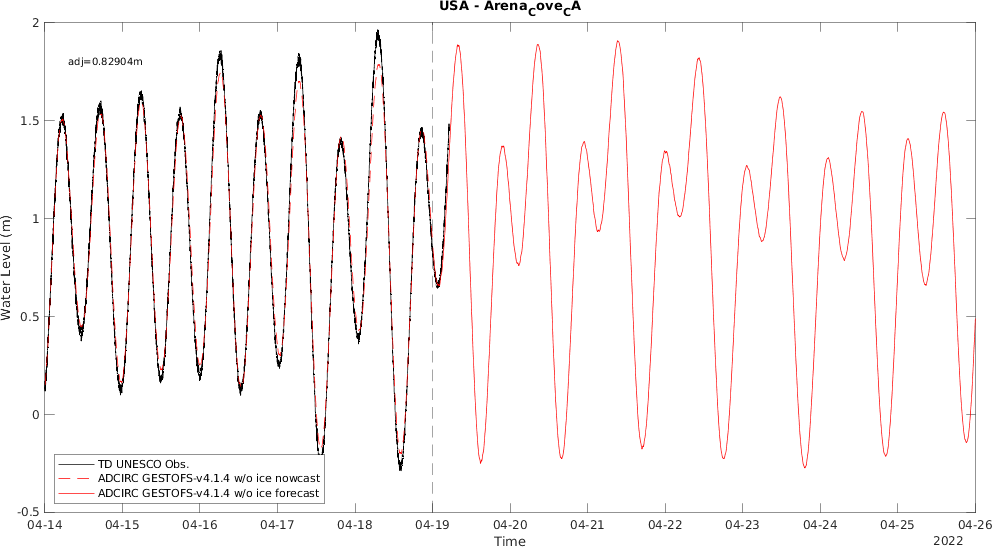 USA - Arena_Cove_CA
adj=0.82904m
2
1.5
1
0.5
0
-0.5
Water Level (m)
TD UNESCO Obs.
ADCIRC GESTOFS-v4.1.4 w/o ice nowcast
ADCIRC GESTOFS-v4.1.4 w/o ice forecast
04-14 04-15 04-16 04-17 04-18 04-19 04-20 04-21 04-22 04-23 04-24 04-25 04-26
Time
2022